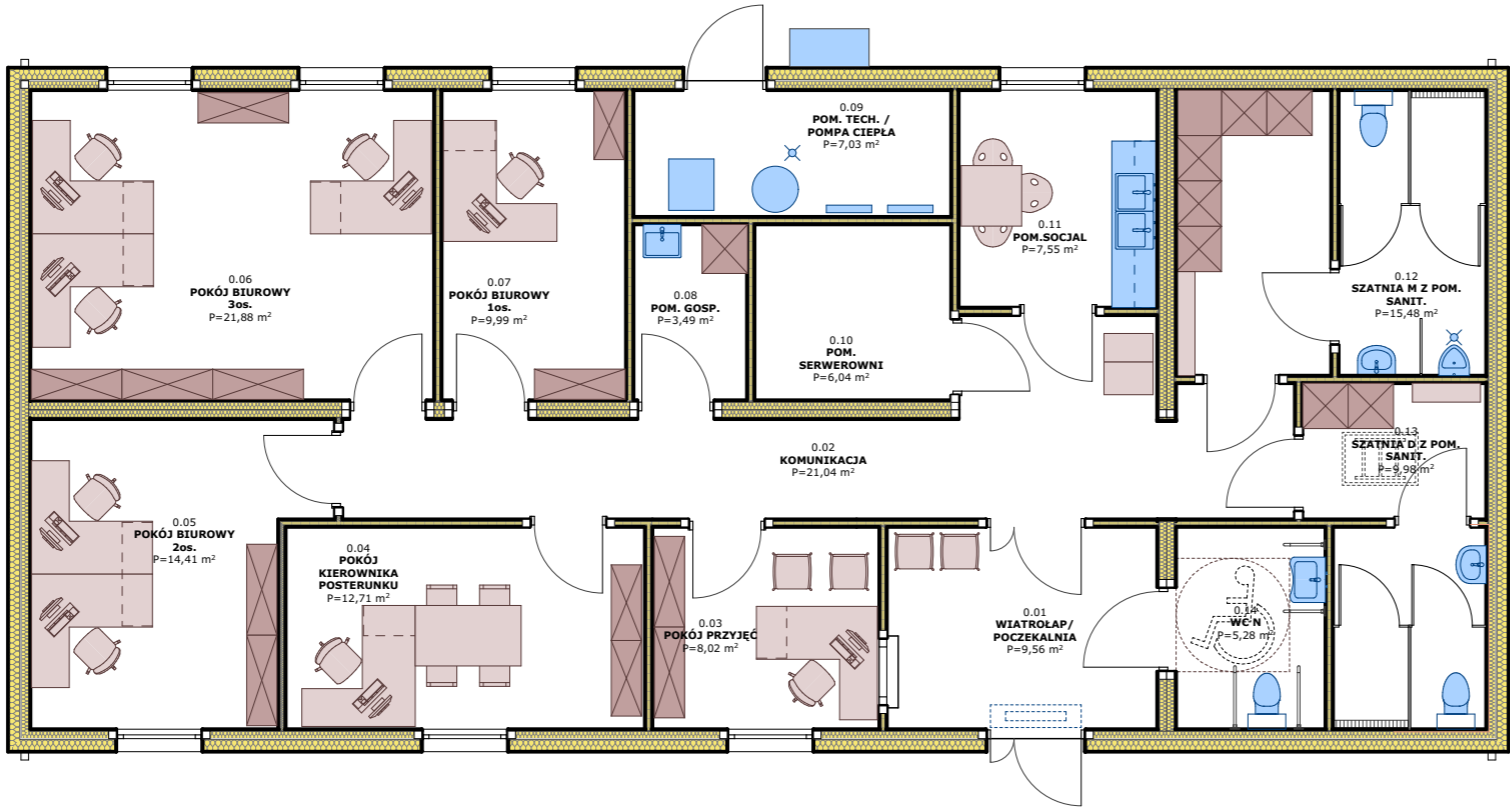 0.09
POM. TECH. /
POMPA CIEPŁA
P=7,03 m²
0.11
POM.SOCJAL
P=7,55 m²
0.06
POKÓJ BIUROWY
3os.
P=21,88 m²
0.07
POKÓJ BIUROWY
1os.
P=9,99 m²
0.08
POM. GOSP.
P=3,49 m²
0.12
SZATNIA M Z POM.
SANIT.
P=15,48 m²
0.10
POM.
SERWEROWNI
P=6,04 m²
0.02
KOMUNIKACJA
P=21,04 m²
0.13
SZATNIA D Z POM.
SANIT.
P=9,98 m²
0.05
POKÓJ BIUROWY
2os.
P=14,41 m²
0.04
POKÓJ
KIEROWNIKA
POSTERUNKU
P=12,71 m²
0.03
POKÓJ PRZYJĘĆ
P=8,02 m²
0.01
WIATROŁAP/
POCZEKALNIA
P=9,56 m²
0.14
WC N
P=5,28 m²